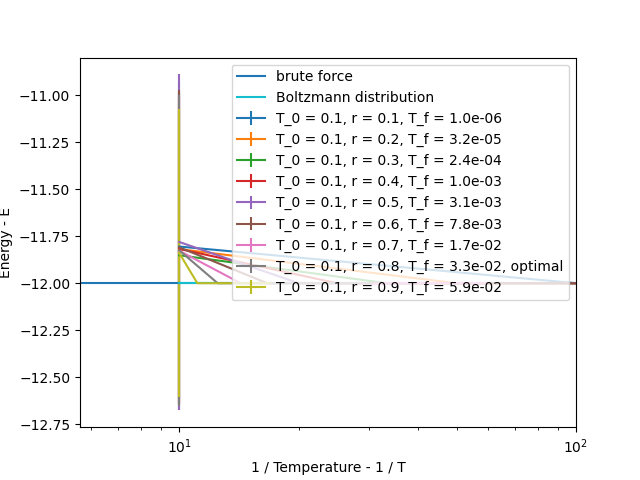 −11.00
−11.25
−11.50
−11.75
−12.00
−12.25
−12.50
−12.75
Energy - E
brute force
Boltzmann distribution
T_0 = 0.1, r = 0.1, T_f = 1.0e-06
T_0 = 0.1, r = 0.2, T_f = 3.2e-05
T_0 = 0.1, r = 0.3, T_f = 2.4e-04
T_0 = 0.1, r = 0.4, T_f = 1.0e-03
T_0 = 0.1, r = 0.5, T_f = 3.1e-03
T_0 = 0.1, r = 0.6, T_f = 7.8e-03
T_0 = 0.1, r = 0.7, T_f = 1.7e-02
T_0 = 0.1, r = 0.8, T_f = 3.3e-02, optimal
T_0 = 0.1, r = 0.9, T_f = 5.9e-02
10¹ 10²
1 / Temperature - 1 / T